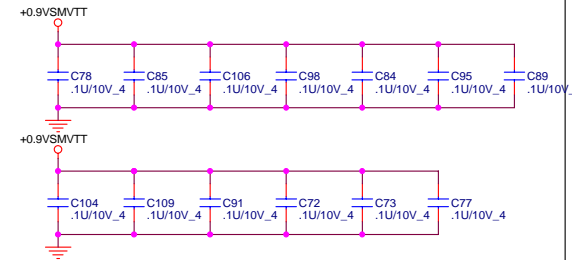 +0.9VSMVTT
C78 C85 C106 C98 C84 C95 C89
.1U/10V_4 .1U/10V_4 .1U/10V_4 .1U/10V_4 .1U/10V_4 .1U/10V_4 .1U/10V_
+0.9VSMVTT
C104 C109 C91 C72 C73 C77
.1U/10V_4 .1U/10V_4 .1U/10V_4 .1U/10V_4 .1U/10V_4 .1U/10V_4